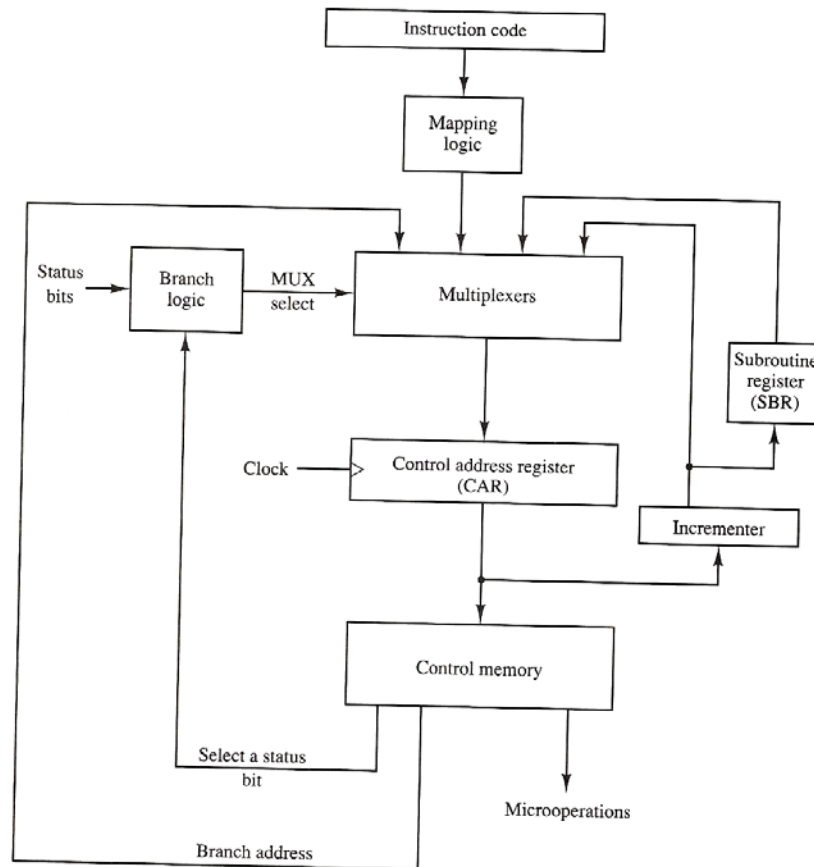 Instruction code
Mapping
logic
Status
bits
Branch
logic
MUX
select
Multiplexers
Subroutine
register
(SBR)
Clock
Control address register
(CAR)
Incrementer
Control memory
Select a status
bit
Microoperations
Branch address